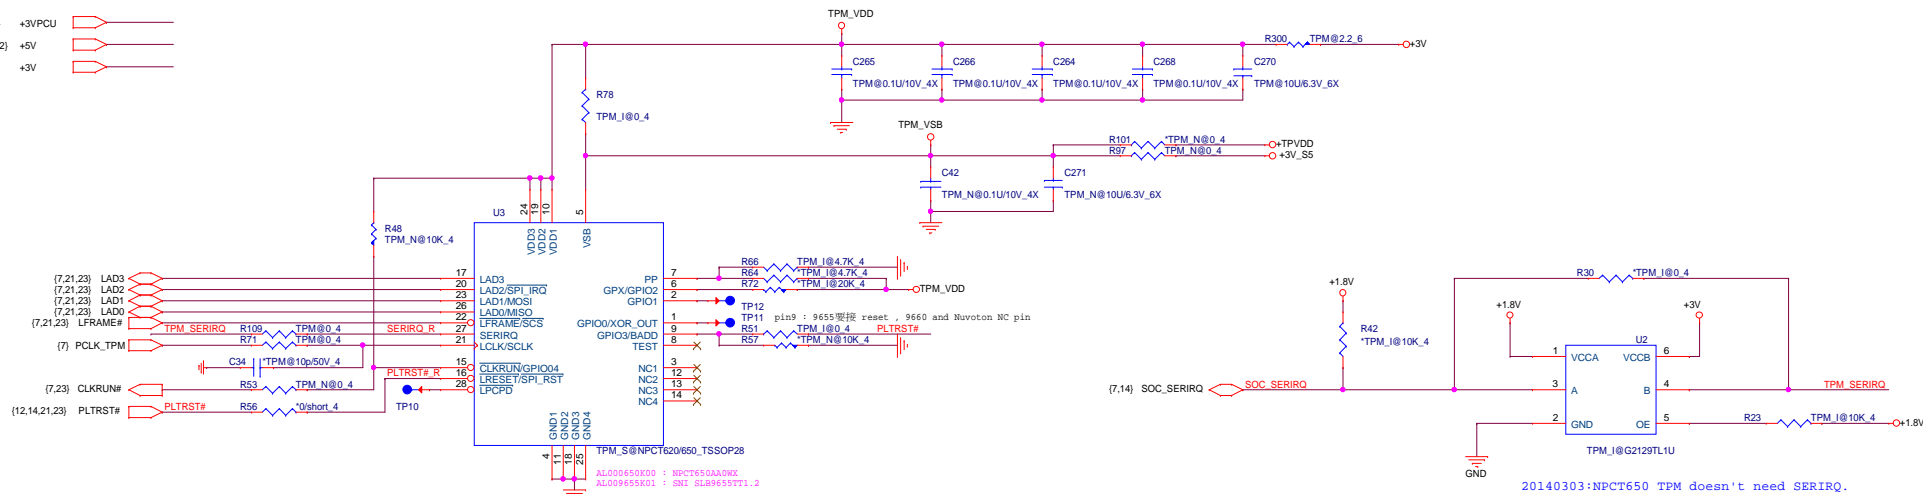 +3VPCU
2} +5V
+3V
TPM_VDD
R300 TPM@2.2_6 +3V
C265 TPM@0.1U/10V_4X
C266 TPM@0.1U/10V_4X
C264 TPM@0.1U/10V_4X
C268 TPM@0.1U/10V_4X
C270 TPM@10U/6.3V_6X
R78
TPM_I@0_4
TPM_VSB
R101 *TPM_N@0_4 +TPVDD
R97 TPM_N@0_4 +3V_S5
C42 TPM_N@0.1U/10V_4X
C271 TPM_N@10U/6.3V_6X
R48
TPM_N@10K_4
U3
24 19 10 5
VDD3 VDD2 VDD1 VSB
{7,21,23} LAD3 17 LAD3
{7,21,23} LAD2 20 LAD2/SPI_IRQ
{7,21,23} LAD1 23 LAD1/MOSI
{7,21,23} LAD0 26 LAD0/MISO
{7,21,23} LFRAME# 22 LFRAME/SCS
TPM_SERIRQ R109 TPM@0_4 SERIRQ_R 27 SERIRQ
{7} PCLK_TPM R71 TPM@0_4 21 LCLK/SCLK
C34 *TPM@10p/50V_4
15 CLKRUN/GPIO04
PLTRST#_R 16 LRESET/SPI_RST
28 LPCPD
{7,23} CLKRUN# R53 TPM_N@0_4
TP10
{12,14,21,23} PLTRST# PLTRST# R56 *0/short_4
PP 7 R66 TPM_I@4.7K_4
R64 *TPM_I@4.7K_4
GPX/GPIO2 6 R72 *TPM_I@20K_4 TPM_VDD
GPIO1 2 TP12
GPIO0/XOR_OUT 1 TP11
pin9 : 9655要接 reset , 9660 and Nuvoton NC pin
GPIO3/BADD 9 R51 TPM_I@0_4 PLTRST#
TEST 8 R57 *TPM_N@10K_4
NC1 3
NC2 12
NC3 13
NC4 14
GND1 GND2 GND3 GND4
4 11 18 25
TPM_S@NPCT620/650_TSSOP28
AL000650K00 : NPCT650AA0WX
AL009655K01 : SNI SLB9655TT1.2
R30 *TPM_I@0_4
+1.8V
R42
*TPM_I@10K_4
+1.8V
+3V
U2
1 VCCA VCCB 6
{7,14} SOC_SERIRQ SOC_SERIRQ 3 A B 4 TPM_SERIRQ
2 GND OE 5 R23 TPM_I@10K_4 +1.8V
GND
TPM_I@G2129TL1U
20140303:NPCT650 TPM doesn't need SERIRQ.